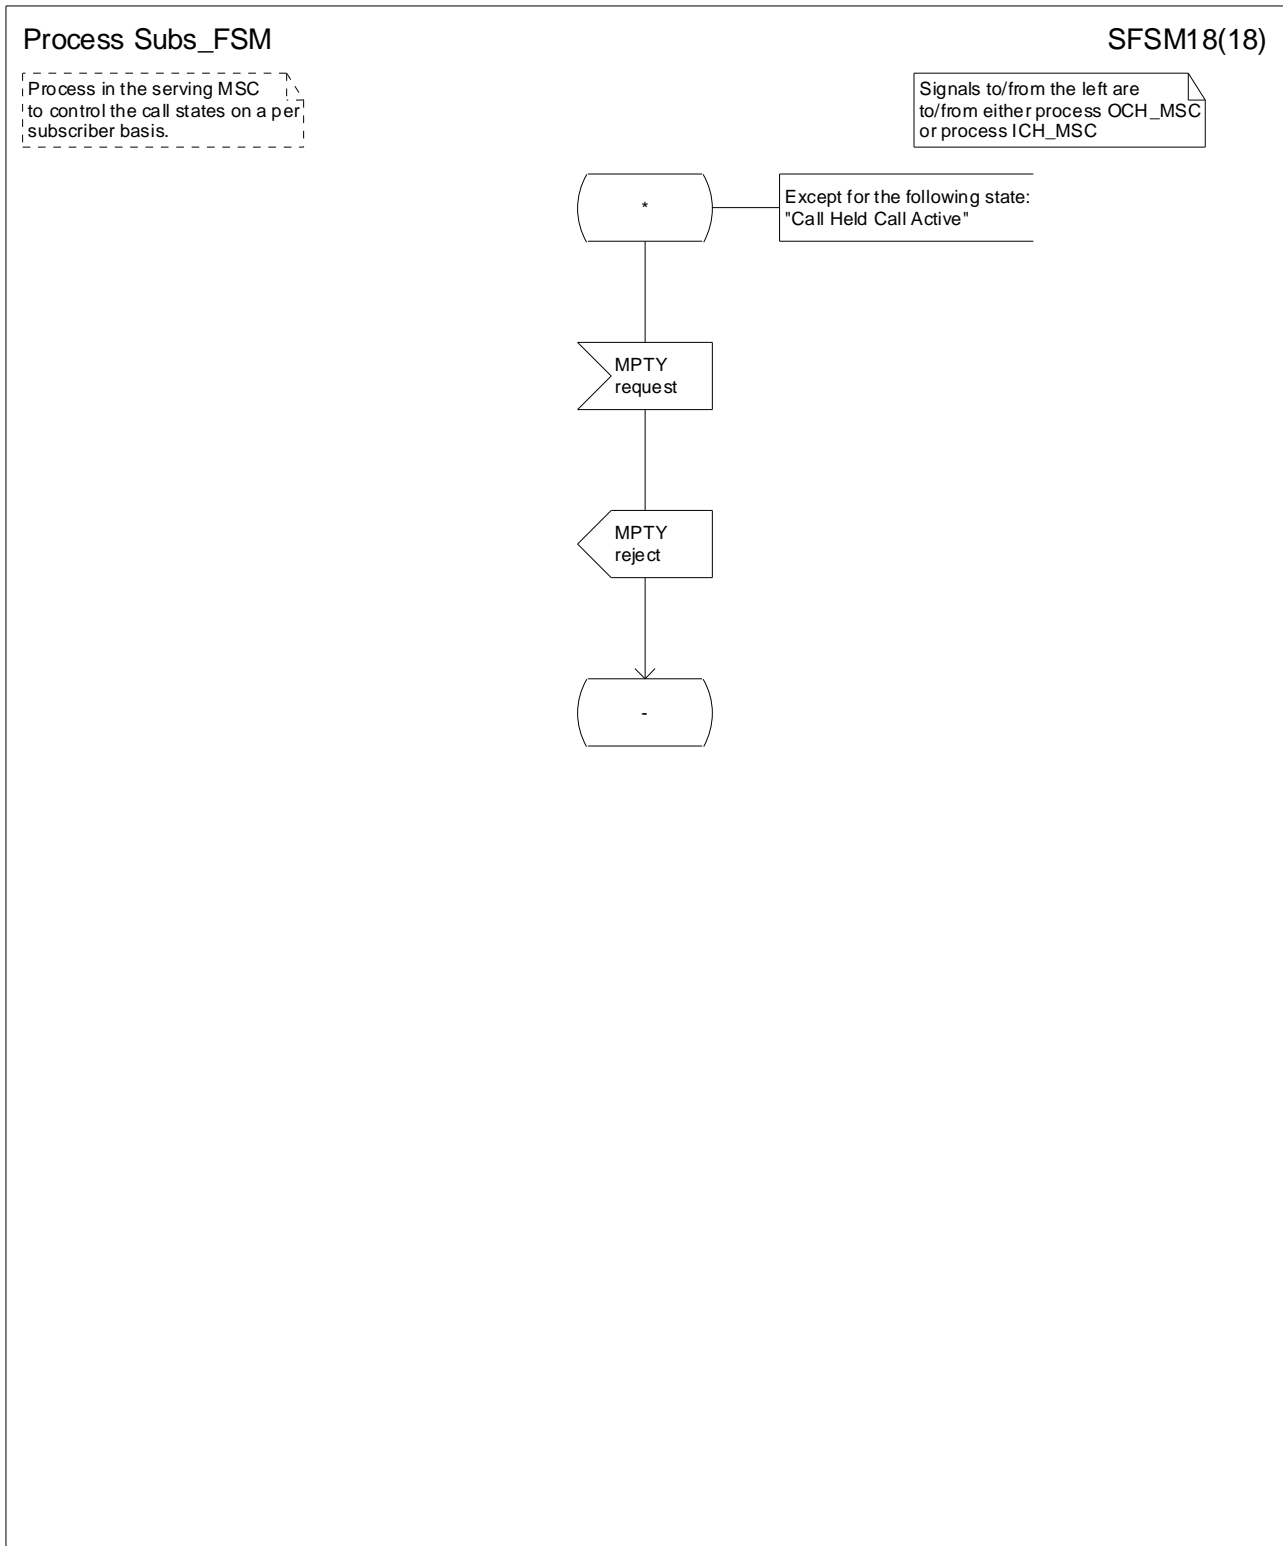 Process Subs_FSM
SFSM18(18)
Process in the serving MSC
to control the call states on a per
subscriber basis.
Signals to/from the left are
to/from either process OCH_MSC
or process ICH_MSC
*
Except for the following state:
"Call Held Call Active"
MPTY
request
MPTY
reject
-